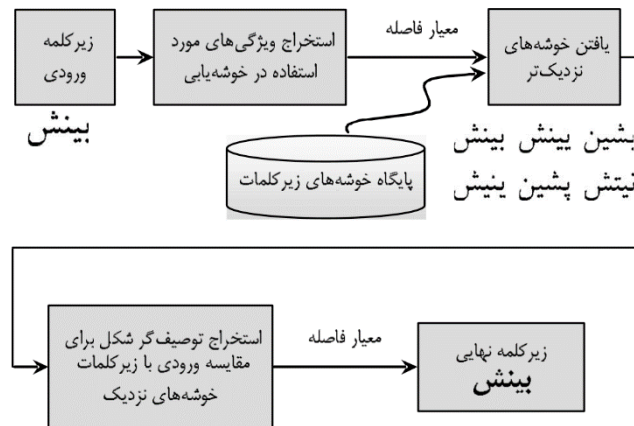 زیرکلمه
ورودی
بینش
استخراج ویژگی‌های مورد
استفاده در خوشه‌یابی
معیار فاصله
یافتن خوشه‌های
نزدیک‌تر
پایگاه خوشه‌های زیرکلمات
بشین یینش بینش
نیتش پشین ینیش
استخراج توصیف‌گر شکل برای
مقایسه ورودی با زیرکلمات
خوشه‌های نزدیک
معیار فاصله
زیرکلمه نهایی
بینش